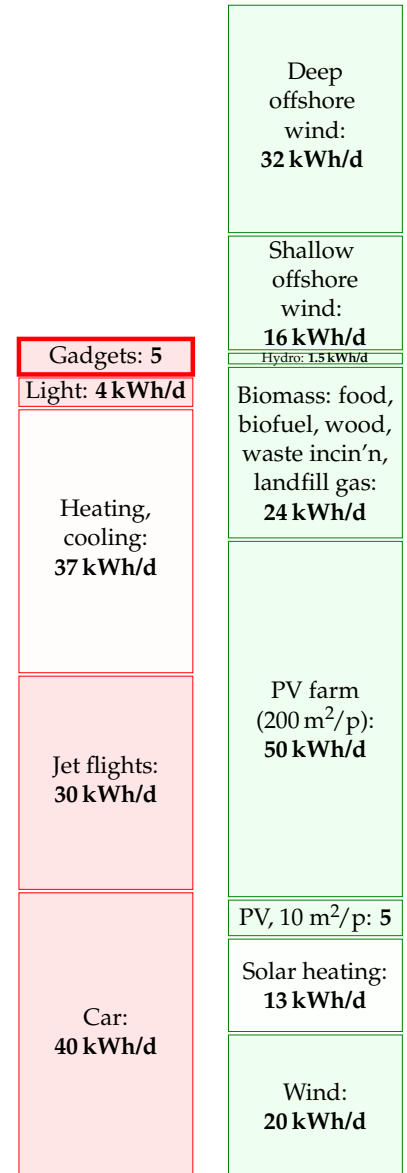 Gadgets: 5
Light: 4 kWh/d
Heating,
cooling:
37 kWh/d
Jet flights:
30 kWh/d
Car:
40 kWh/d
Deep
offshore
wind:
32 kWh/d
Shallow
offshore
wind:
16 kWh/d
Hydro: 1.5 kWh/d
Biomass: food,
biofuel, wood,
waste incin’n,
landfill gas:
24 kWh/d
PV farm
(200 m²/p):
50 kWh/d
PV, 10 m²/p: 5
Solar heating:
13 kWh/d
Wind:
20 kWh/d